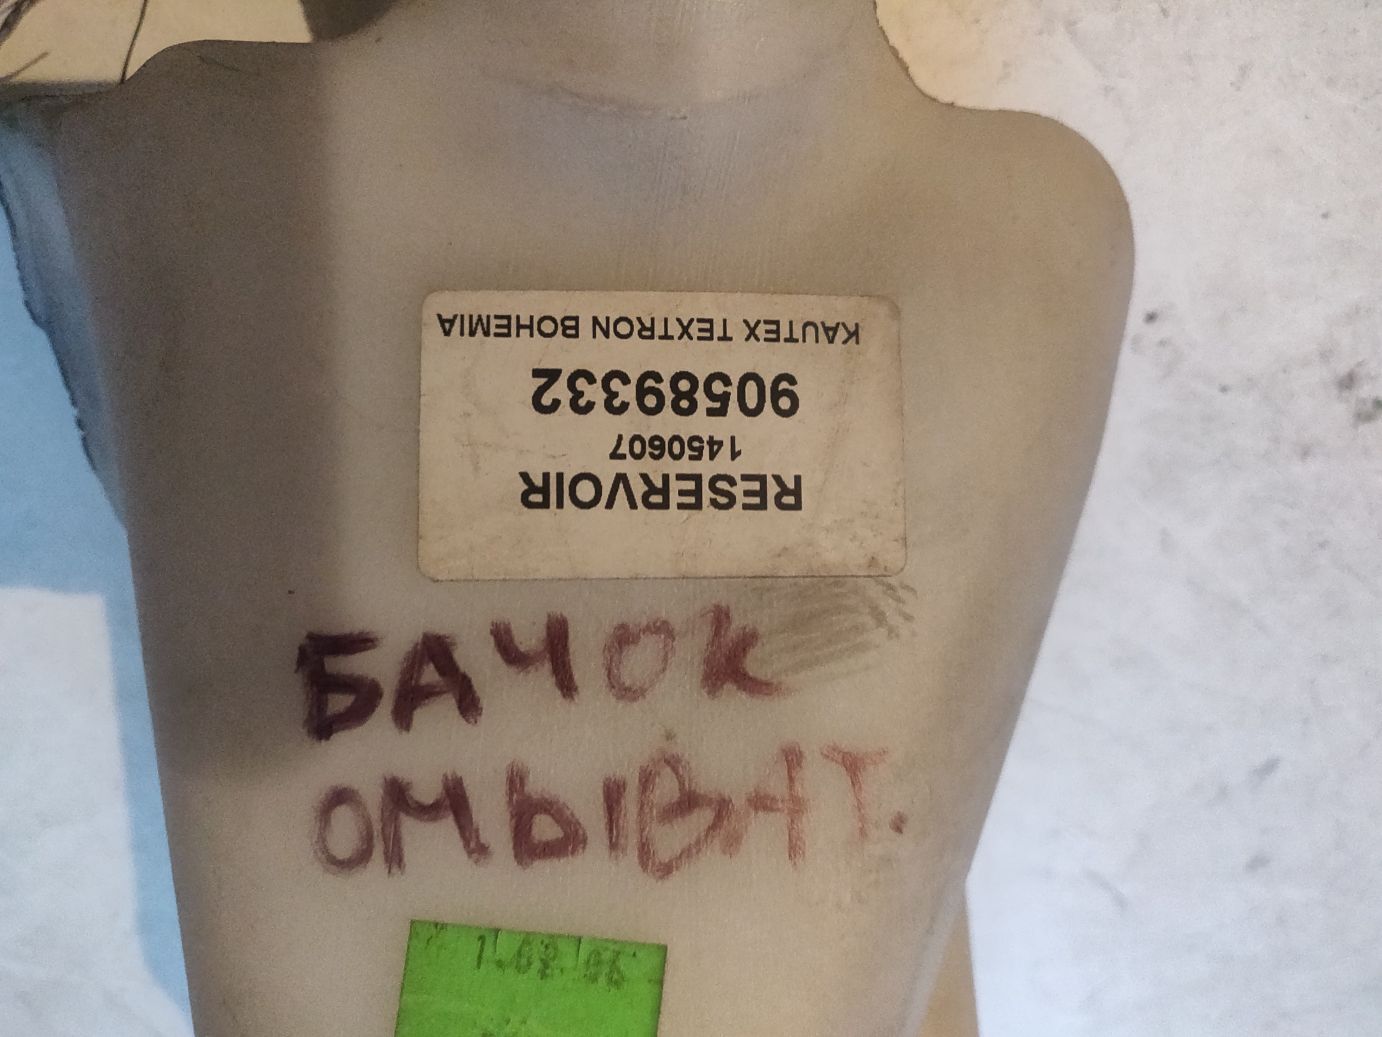 RESERVOIR
1450607
90589332
KAUTEX TEXTRON BOHEMIA
БАЧОК
ОМЫВАТ.